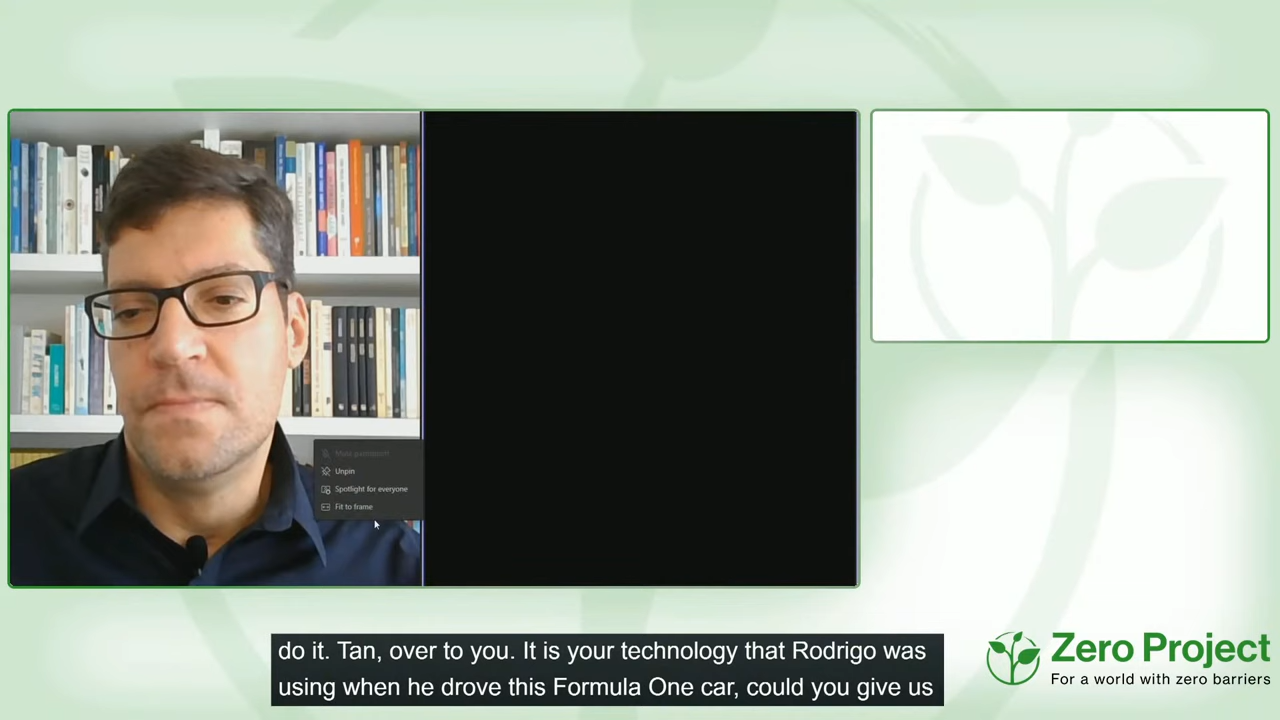 Mute participant
Unpin
Spotlight for everyone
Fit to frame
do it. Tan, over to you. It is your technology that Rodrigo was
using when he drove this Formula One car, could you give us
Zero Project
For a world with zero barriers